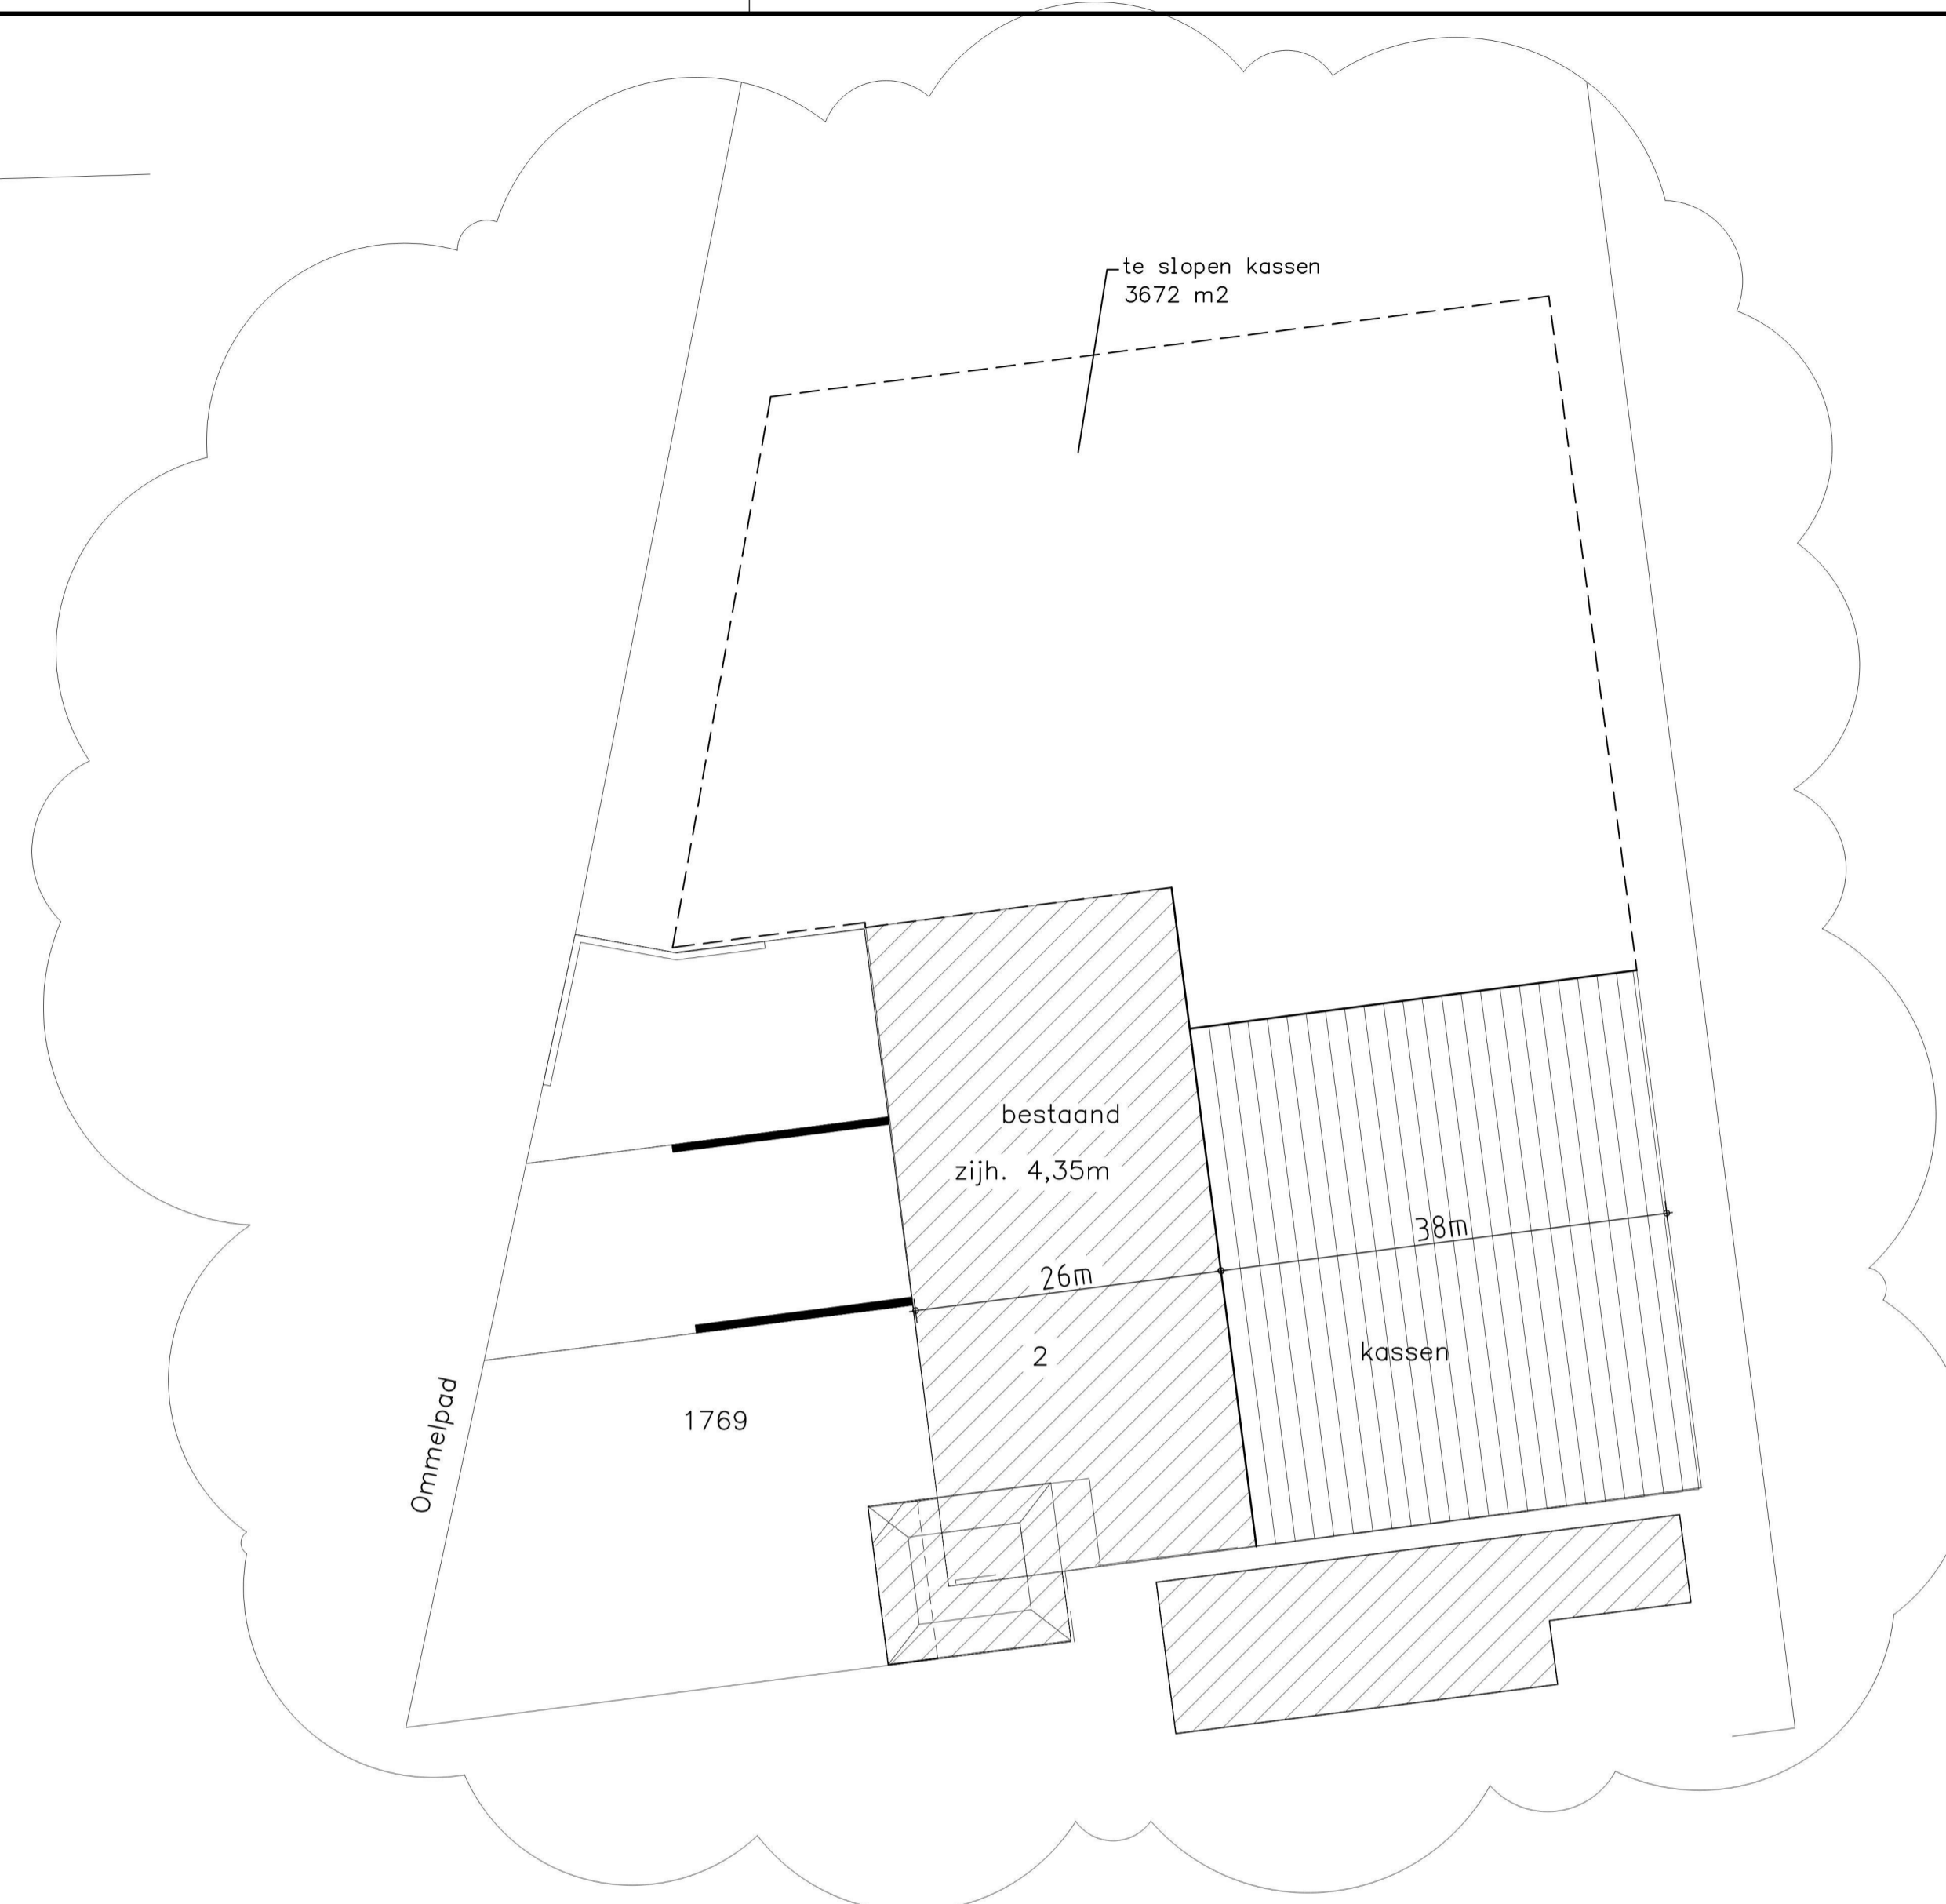 te slopen kassen
3672 m2
bestaand
zijh. 4,35m
38m
26m
2
kassen
1769
Ommelpad